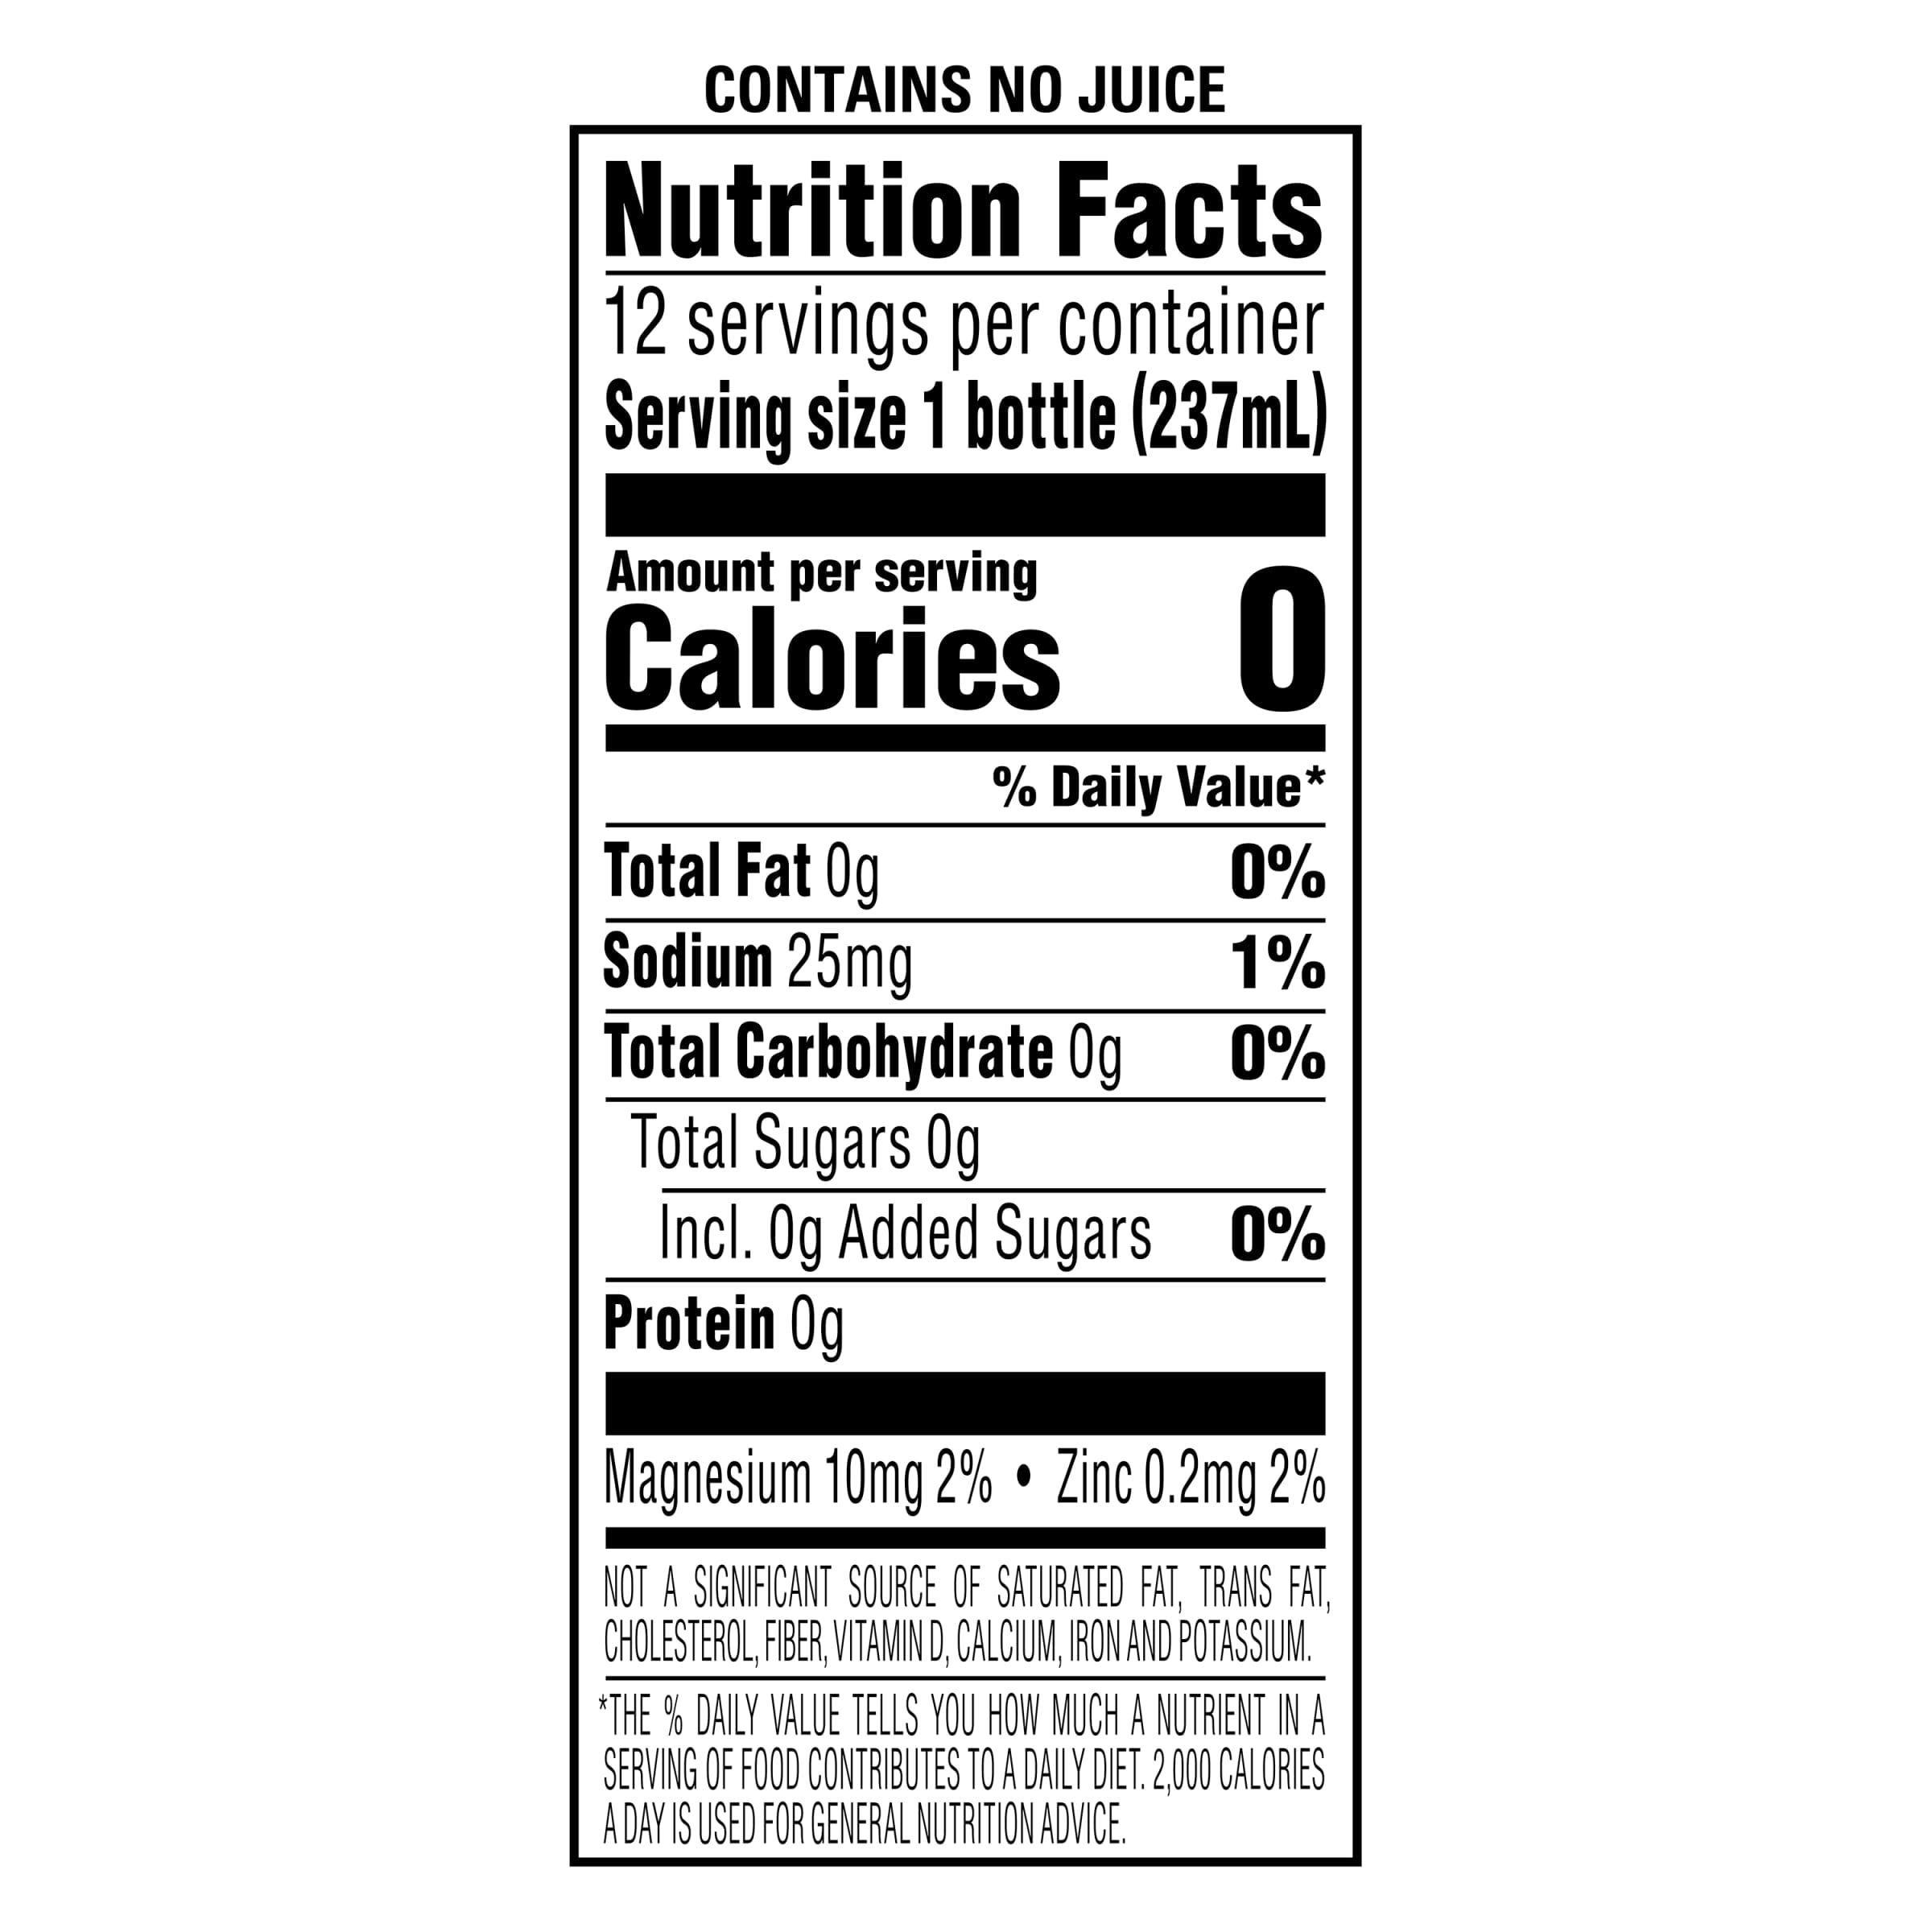 CONTAINS NO JUICE
Nutrition Facts
12 servings per container
Serving size 1 bottle (237mL)
Amount per serving
Calories 0
% Daily Value*
Total Fat 0g 0%
Sodium 25mg 1%
Total Carbohydrate 0g 0%
Total Sugars 0g
Incl. 0g Added Sugars 0%
Protein 0g
Magnesium 10mg 2% • Zinc 0.2mg 2%
NOT A SIGNIFICANT SOURCE OF SATURATED FAT, TRANS FAT,
CHOLESTEROL, FIBER, VITAMIN D, CALCIUM, IRON AND POTASSIUM.
*THE % DAILY VALUE TELLS YOU HOW MUCH A NUTRIENT IN A
SERVING OF FOOD CONTRIBUTES TO A DAILY DIET. 2,000 CALORIES
A DAY IS USED FOR GENERAL NUTRITION ADVICE.